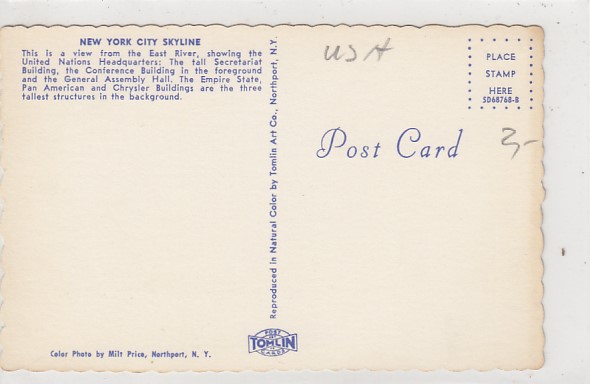 NEW YORK CITY SKYLINE
This is a view from the East River, showing the
United Nations Headquarters: The tall Secretariat
Building, the Conference Building in the foreground
and the General Assembly Hall. The Empire State,
Pan American and Chrysler Buildings are the three
tallest structures in the background.
Color Photo by Milt Price, Northport, N. Y.
Reproduced in Natural Color by Tomlin Art Co., Northport, N.Y.
POST
TOMLIN
CARDS
USA
PLACE
STAMP
HERE
SD68768-B
Post Card
2,-